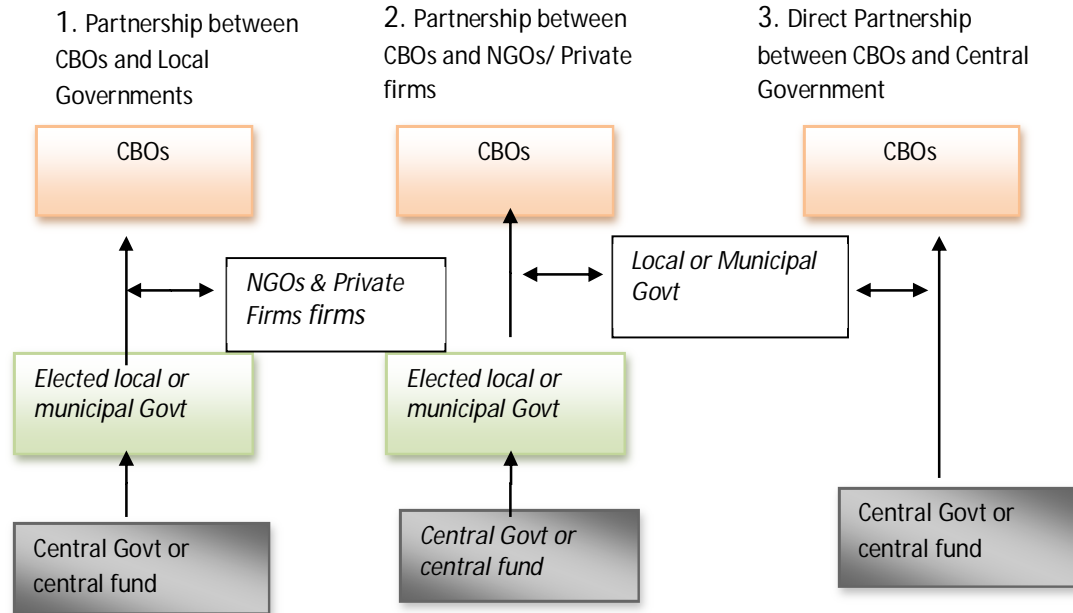 1. Partnership between
CBOs and Local
Governments
2. Partnership between
CBOs and NGOs/ Private
firms
3. Direct Partnership
between CBOs and Central
Government
CBOs
CBOs
CBOs
NGOs & Private
Firms firms
Local or Municipal
Govt
Elected local or
municipal Govt
Elected local or
municipal Govt
Central Govt or
central fund
Central Govt or
central fund
Central Govt or
central fund